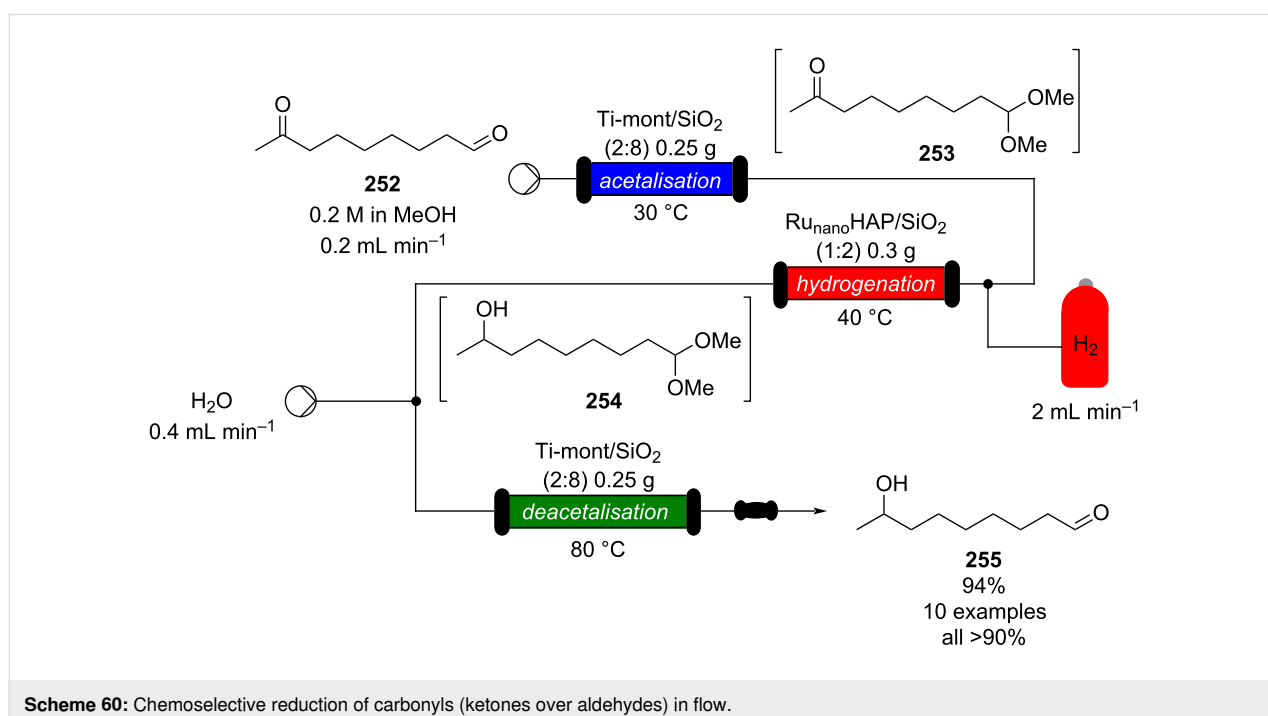 O
O
252
0.2 M in MeOH
0.2 mL min⁻¹
Ti-mont/SiO₂
(2:8) 0.25 g
acetalisation
30 °C
O
OMe
OMe
253
RuₙₐₙₒHAP/SiO₂
(1:2) 0.3 g
hydrogenation
40 °C
H₂
2 mL min⁻¹
OH
OMe
OMe
254
H₂O
0.4 mL min⁻¹
Ti-mont/SiO₂
(2:8) 0.25 g
deacetalisation
80 °C
OH
O
255
94%
10 examples
all >90%
Scheme 60: Chemoselective reduction of carbonyls (ketones over aldehydes) in flow.